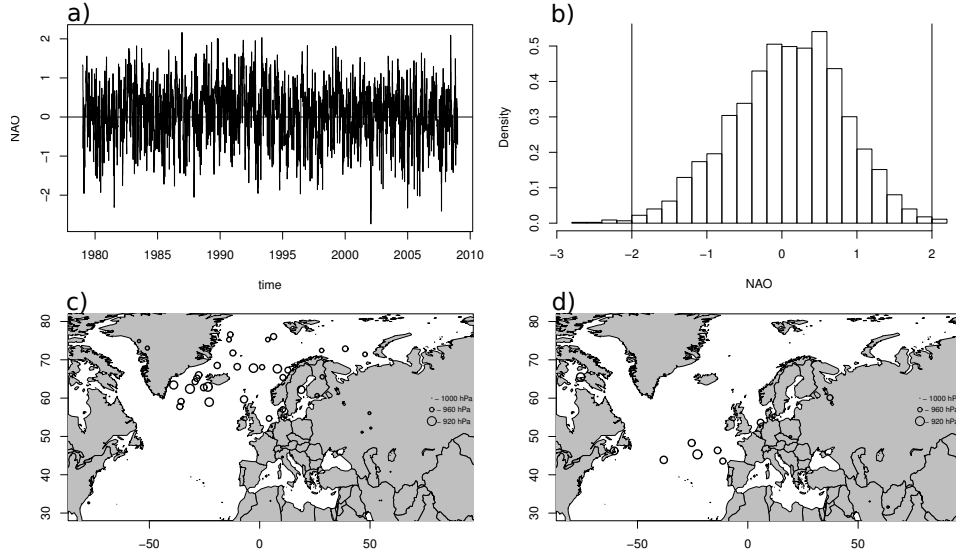 a)
NAO
2
1
0
−1
−2
1980 1985 1990 1995 2000 2005 2010
time
b)
Density
0.5
0.4
0.3
0.2
0.1
0.0
−3 −2 −1 0 1 2
NAO
c)
80
70
60
50
40
30
- 1000 hPa
- 960 hPa
- 920 hPa
−50 0 50
d)
80
70
60
50
40
30
- 1000 hPa
- 960 hPa
- 920 hPa
−50 0 50